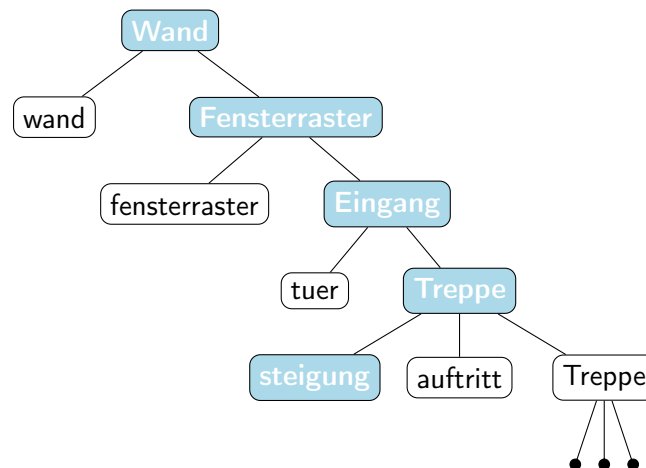 Wand
wand
Fensterraster
fensterraster
Eingang
tuer
Treppe
steigung
auftritt
Treppe